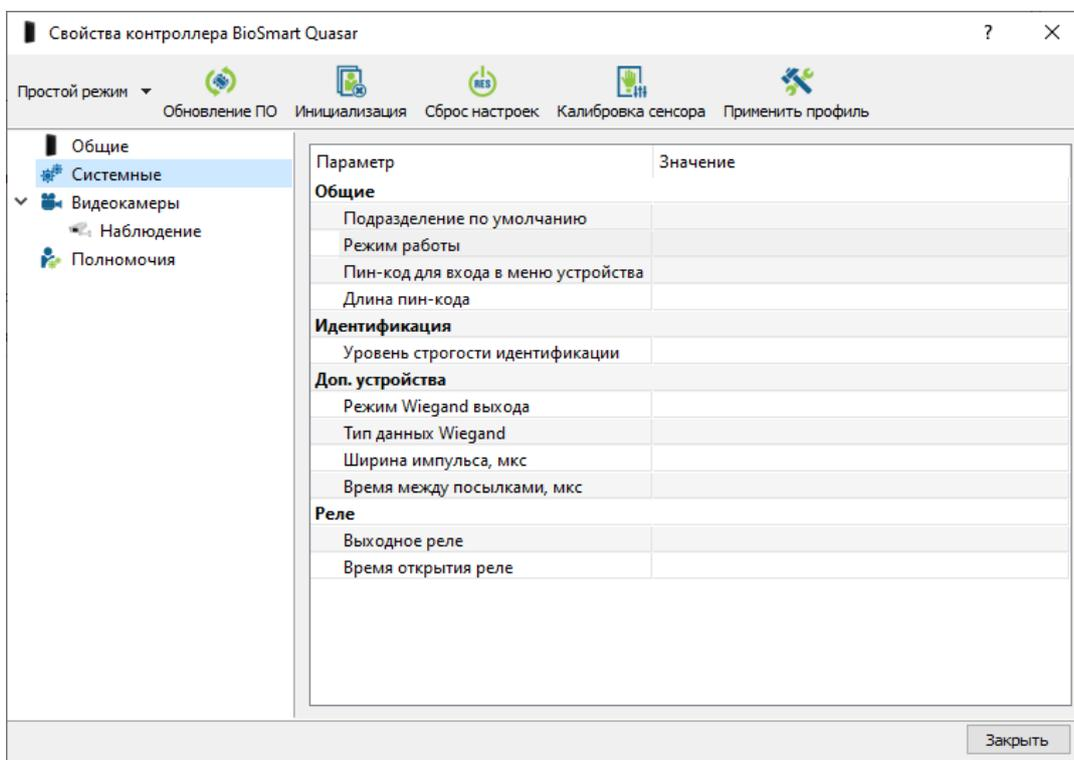 Свойства контроллера BioSmart Quasar
?
Простой режим
Обновление ПО
Инициализация
RES
Сброс настроек
Калибровка сенсора
Применить профиль
Общие
Системные
Видеокамеры
Наблюдение
Полномочия
Параметр Значение
Общие
Подразделение по умолчанию
Режим работы
Пин-код для входа в меню устройства
Длина пин-кода
Идентификация
Уровень строгости идентификации
Доп. устройства
Режим Wiegand выхода
Тип данных Wiegand
Ширина импульса, мкс
Время между посылками, мкс
Реле
Выходное реле
Время открытия реле
Закрыть